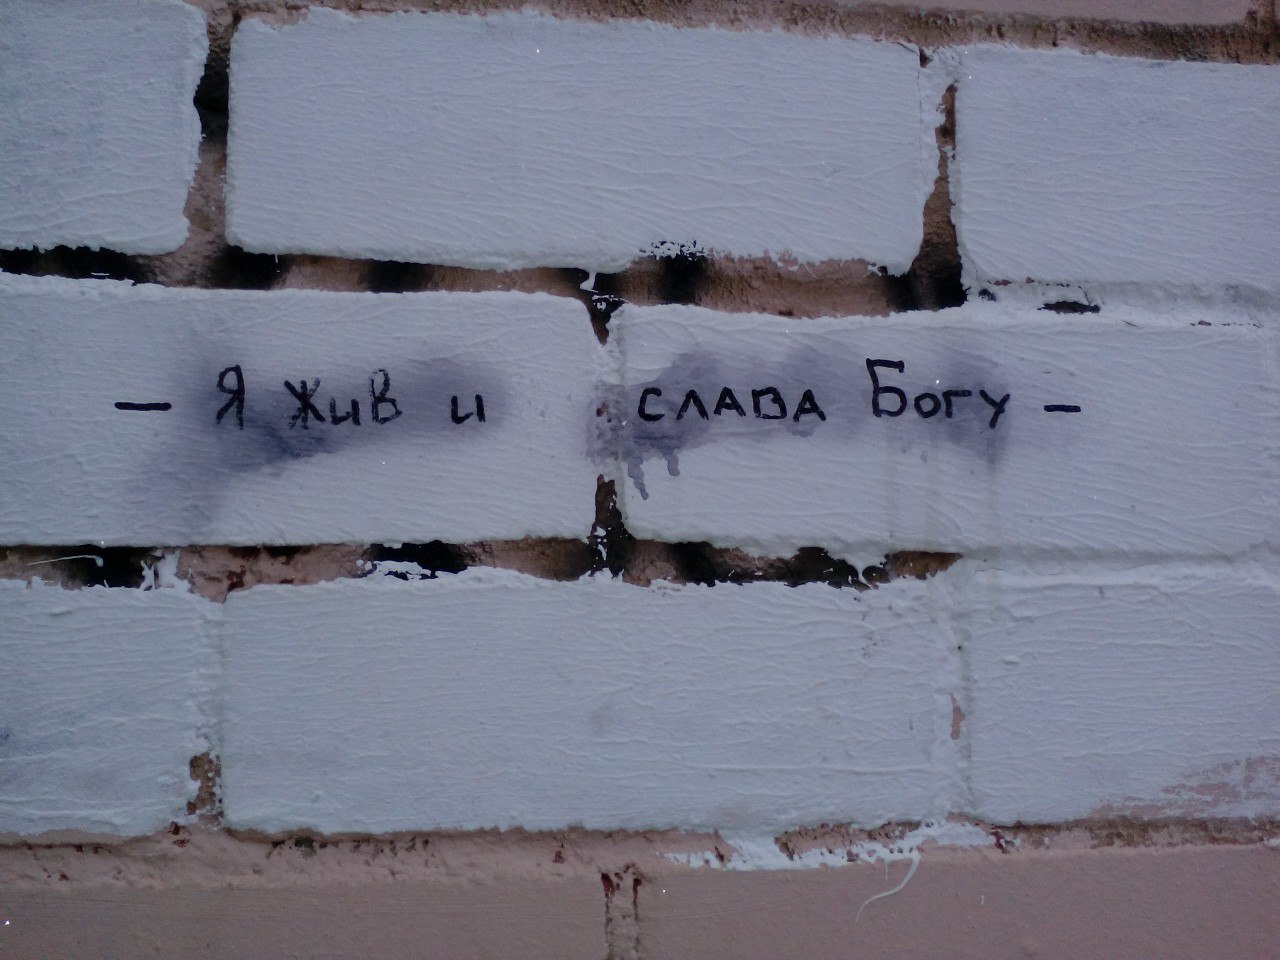 - Я жив и слава Богу -